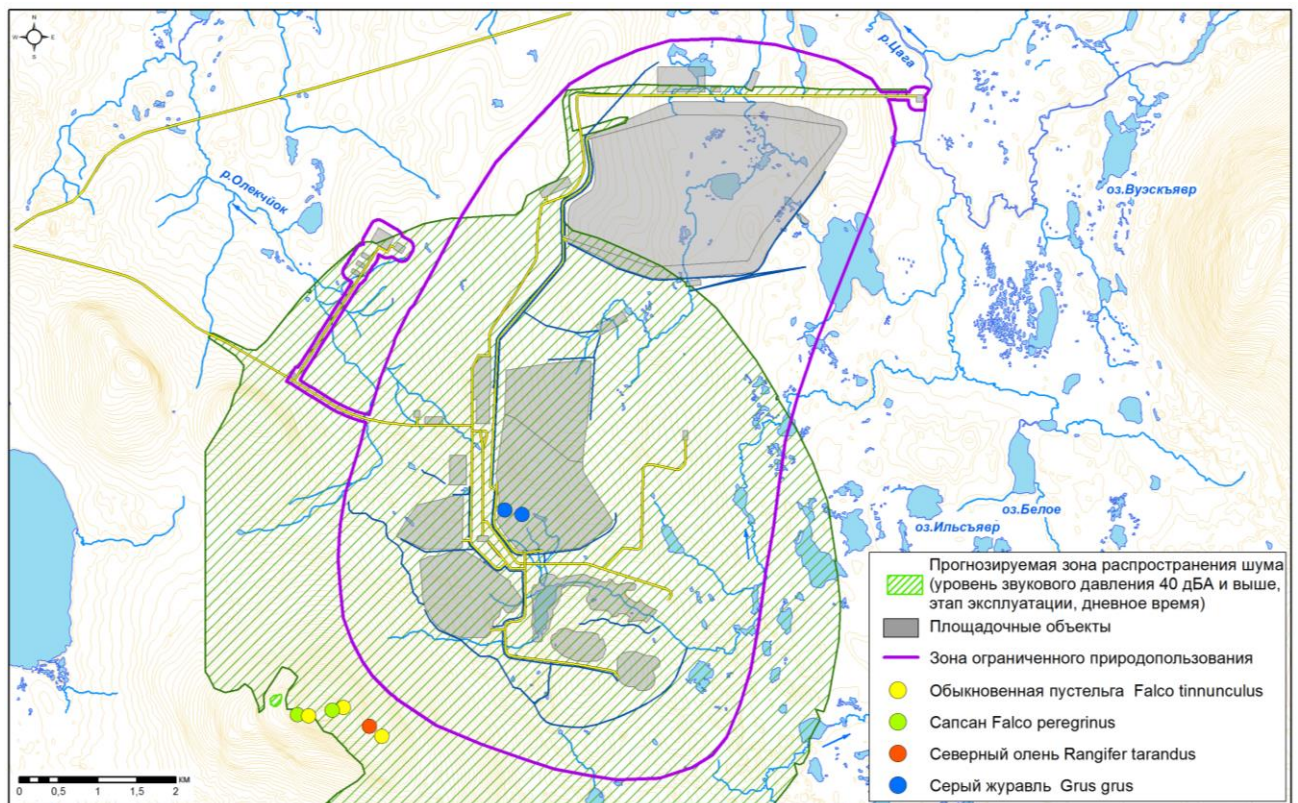 N
W
E
S
р.Цага
р.Олекчйок
оз.Вуэскъявр
оз.Белое
оз.Ильсъявр
Прогнозируемая зона распространения шума
(уровень звукового давления 40 дБА и выше,
этап эксплуатации, дневное время)
Площадочные объекты
Зона ограниченного природопользования
Обыкновенная пустельга Falco tinnunculus
Сапсан Falco peregrinus
Северный олень Rangifer tarandus
Серый журавль Grus grus
0 0,5 1 1,5 2 км